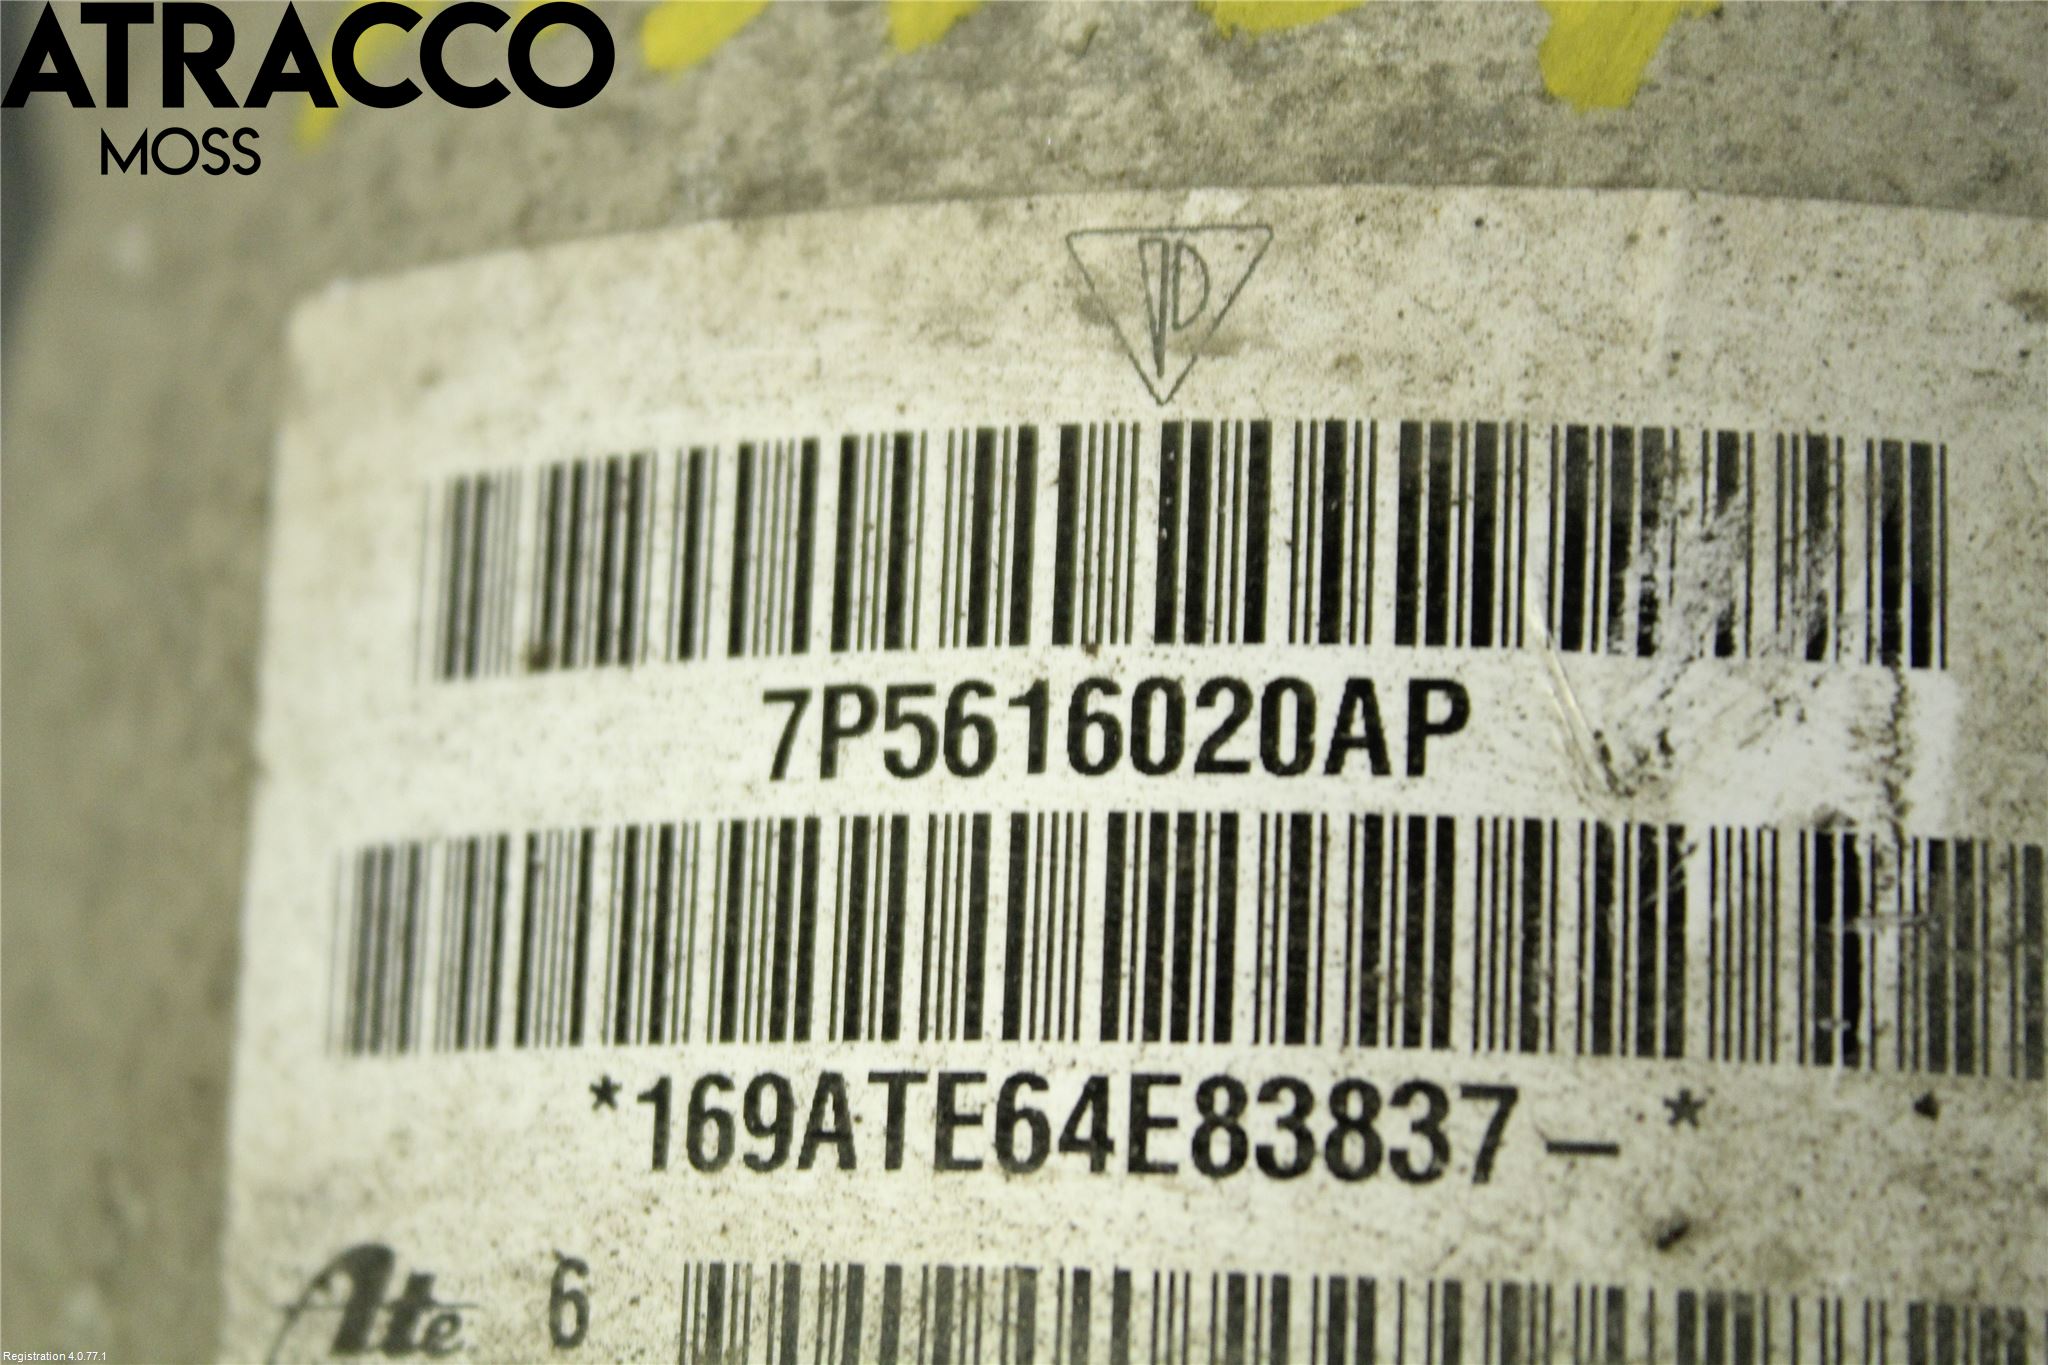 ATRACCO
MOSS
7P5616020AP
*169ATE64E83837-*
Ate 6
Registration 4.0.77.1